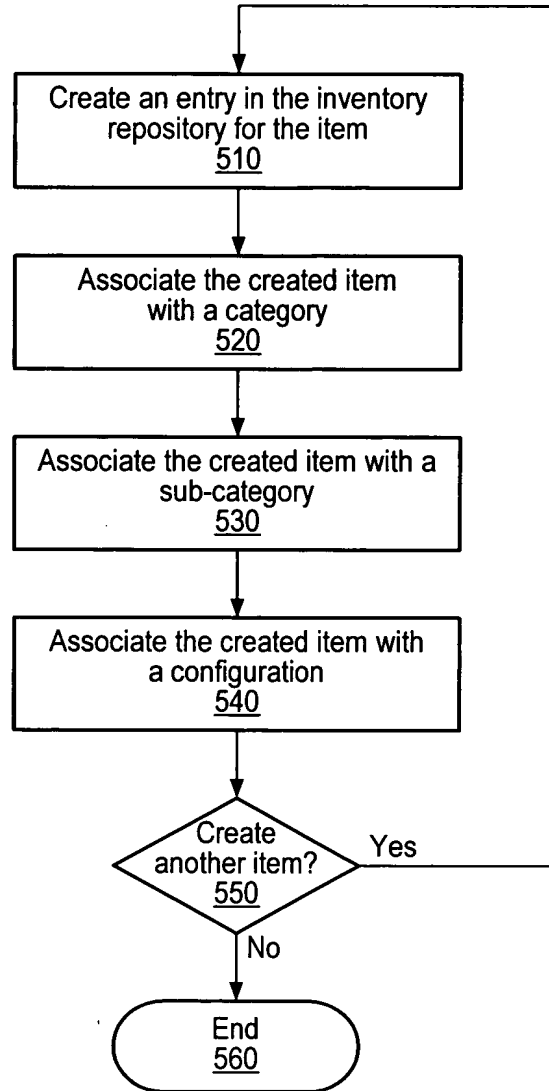 Create an entry in the inventory
repository for the item
510
Associate the created item
with a category
520
Associate the created item with a
sub-category
530
Associate the created item with
a configuration
540
Create
another item?
550
Yes
No
End
560